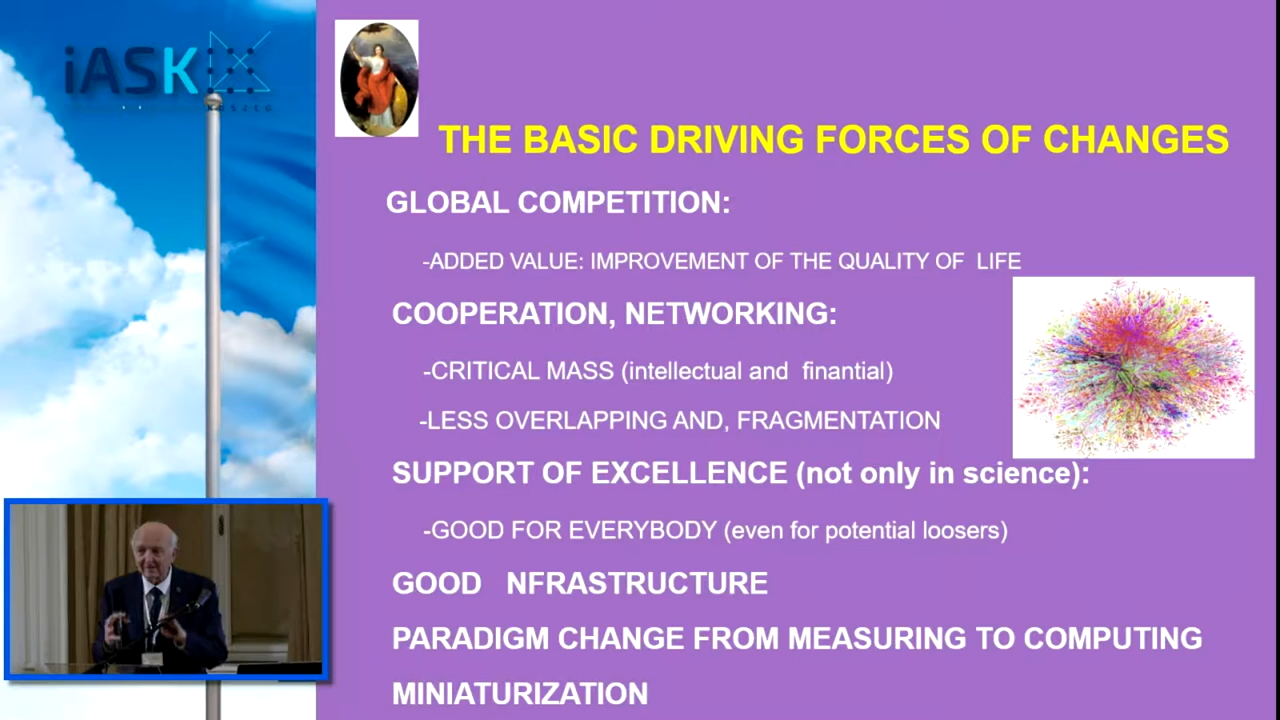 iASK
THE BASIC DRIVING FORCES OF CHANGES
GLOBAL COMPETITION:
-ADDED VALUE: IMPROVEMENT OF THE QUALITY OF LIFE
COOPERATION, NETWORKING:
-CRITICAL MASS (intellectual and finantial)
-LESS OVERLAPPING AND, FRAGMENTATION
SUPPORT OF EXCELLENCE (not only in science):
-GOOD FOR EVERYBODY (even for potential loosers)
GOOD NFRASTRUCTURE
PARADIGM CHANGE FROM MEASURING TO COMPUTING
MINIATURIZATION